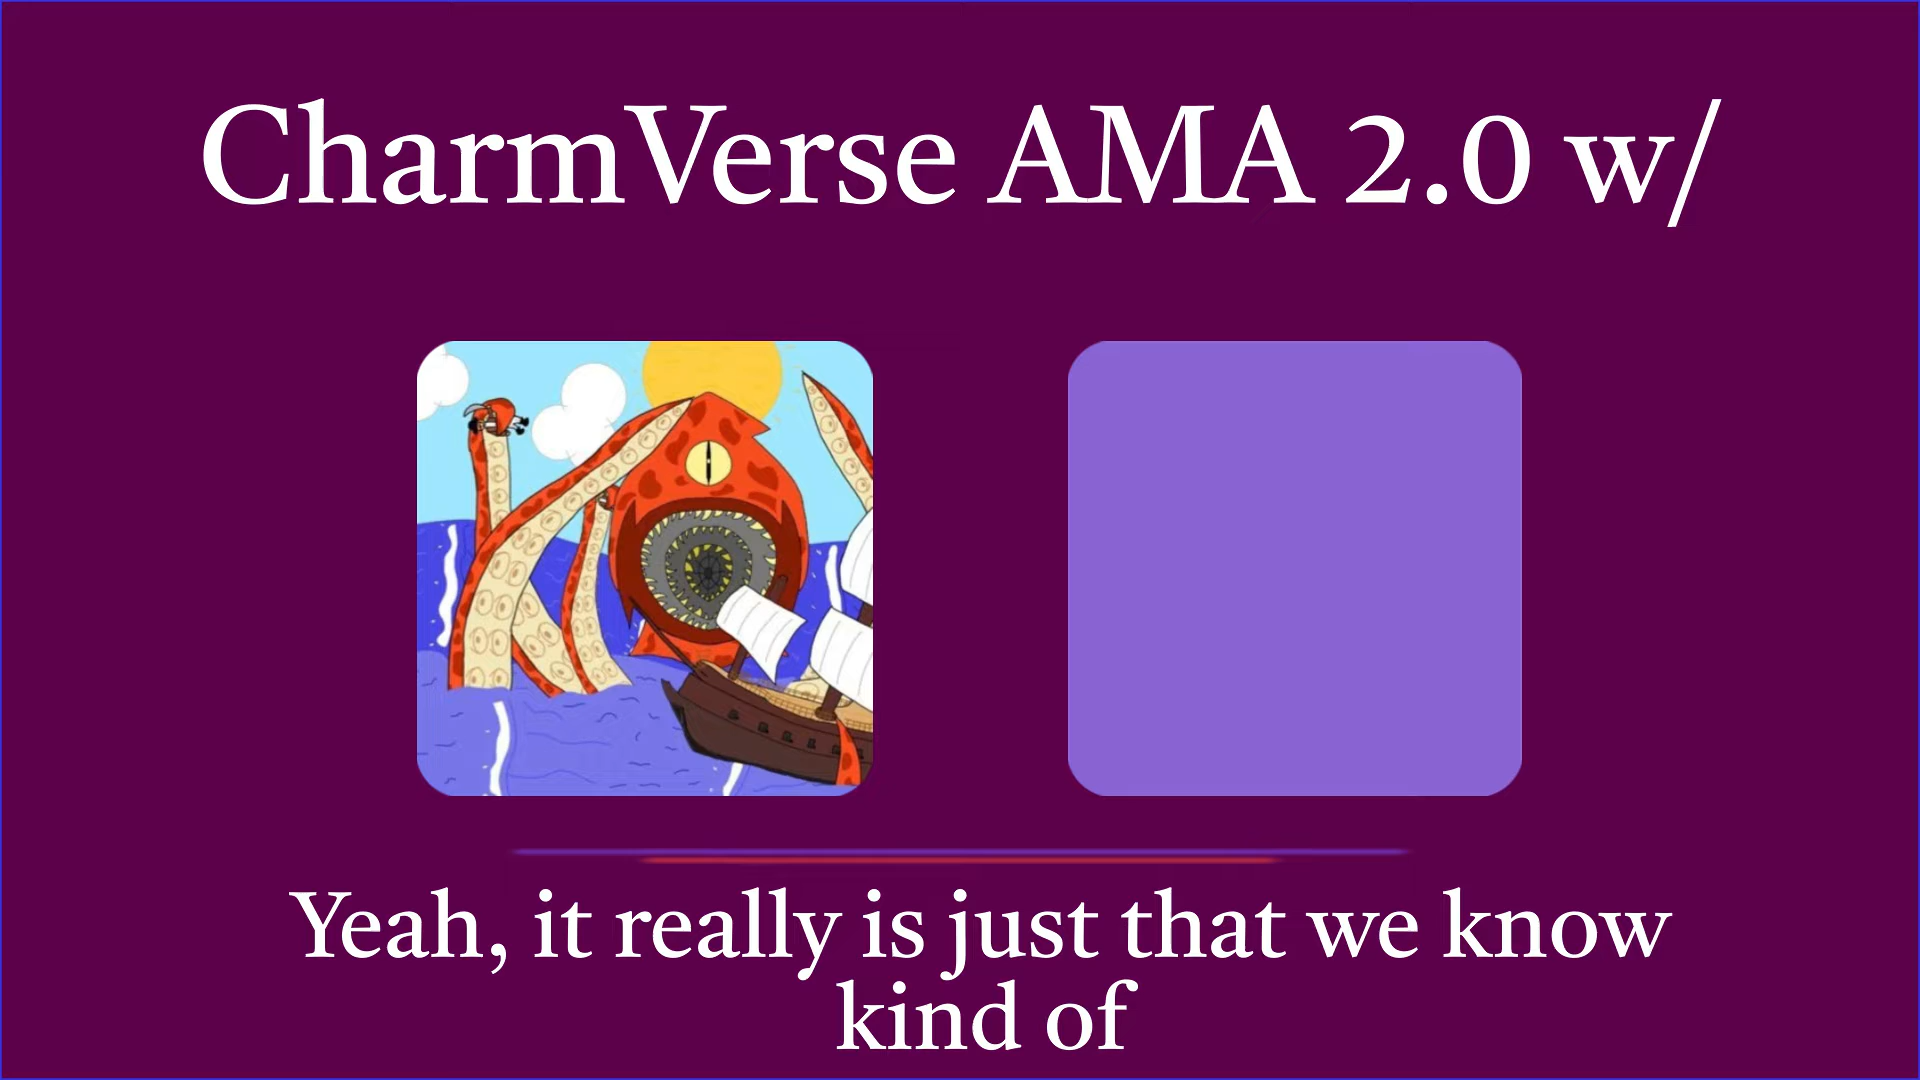 CharmVerse AMA 2.0 w/
Yeah, it really is just that we know
kind of